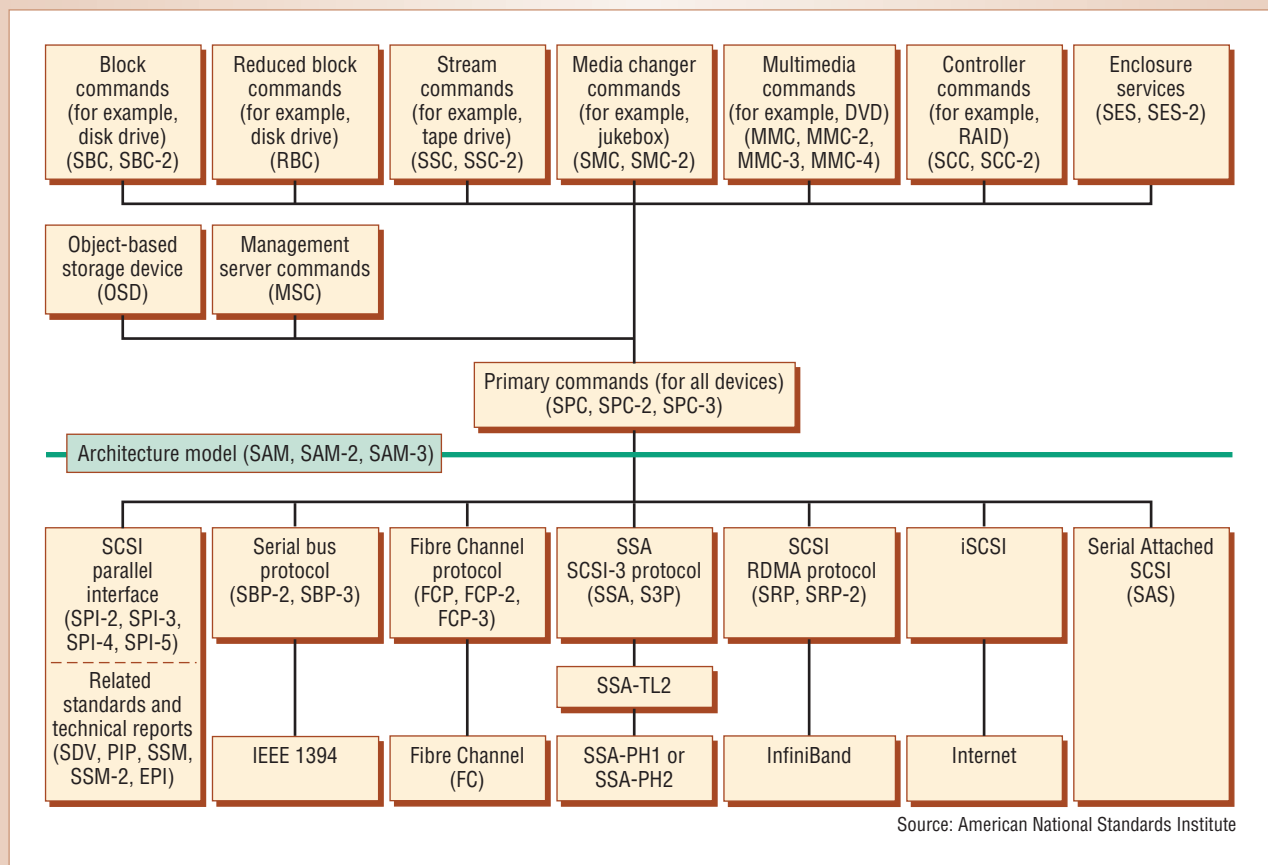 Block
commands
(for example,
disk drive)
(SBC, SBC-2)
Reduced block
commands
(for example,
disk drive)
(RBC)
Stream
commands
(for example,
tape drive)
(SSC, SSC-2)
Media changer
commands
(for example,
jukebox)
(SMC, SMC-2)
Multimedia
commands
(for example, DVD)
(MMC, MMC-2,
MMC-3, MMC-4)
Controller
commands
(for example,
RAID)
(SCC, SCC-2)
Enclosure
services
(SES, SES-2)
Object-based
storage device
(OSD)
Management
server commands
(MSC)
Primary commands (for all devices)
(SPC, SPC-2, SPC-3)
Architecture model (SAM, SAM-2, SAM-3)
SCSI
parallel
interface
(SPI-2, SPI-3,
SPI-4, SPI-5)
Related
standards and
technical reports
(SDV, PIP, SSM,
SSM-2, EPI)
Serial bus
protocol
(SBP-2, SBP-3)
IEEE 1394
Fibre Channel
protocol
(FCP, FCP-2,
FCP-3)
Fibre Channel
(FC)
SSA
SCSI-3 protocol
(SSA, S3P)
SSA-TL2
SSA-PH1 or
SSA-PH2
SCSI
RDMA protocol
(SRP, SRP-2)
InfiniBand
iSCSI
Internet
Serial Attached
SCSI
(SAS)
Source: American National Standards Institute